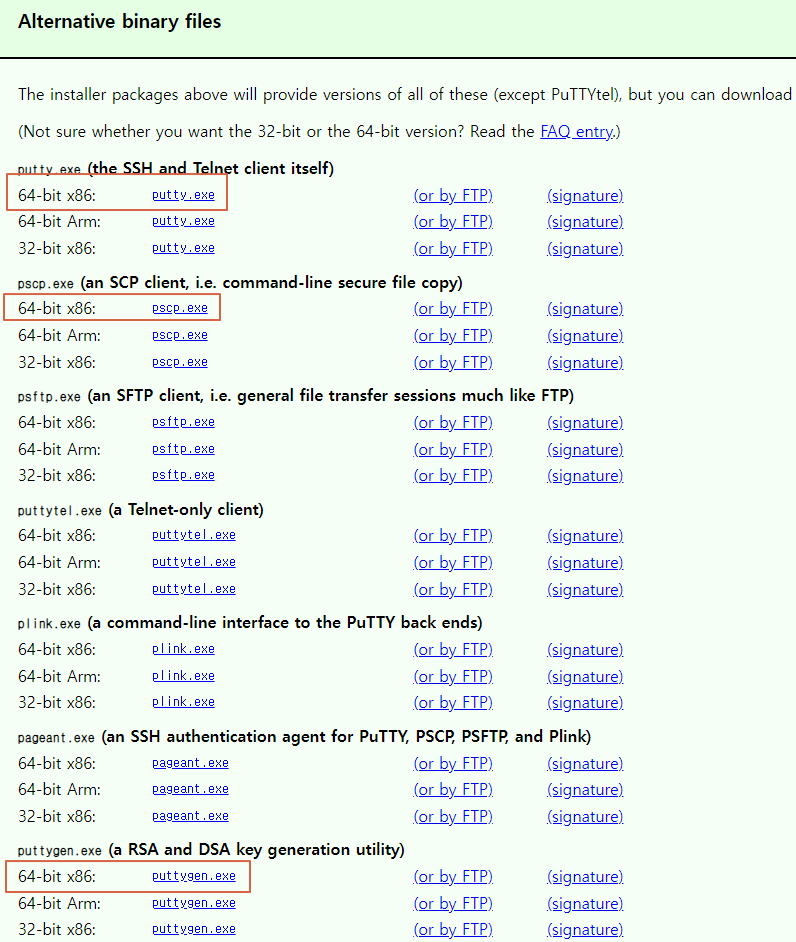 Alternative binary files
The installer packages above will provide versions of all of these (except PuTTYtel), but you can download
(Not sure whether you want the 32-bit or the 64-bit version? Read the FAQ entry.)
putty.exe (the SSH and Telnet client itself)
64-bit x86: putty.exe (or by FTP) (signature)
64-bit Arm: putty.exe (or by FTP) (signature)
32-bit x86: putty.exe (or by FTP) (signature)
pscp.exe (an SCP client, i.e. command-line secure file copy)
64-bit x86: pscp.exe (or by FTP) (signature)
64-bit Arm: pscp.exe (or by FTP) (signature)
32-bit x86: pscp.exe (or by FTP) (signature)
psftp.exe (an SFTP client, i.e. general file transfer sessions much like FTP)
64-bit x86: psftp.exe (or by FTP) (signature)
64-bit Arm: psftp.exe (or by FTP) (signature)
32-bit x86: psftp.exe (or by FTP) (signature)
puttytel.exe (a Telnet-only client)
64-bit x86: puttytel.exe (or by FTP) (signature)
64-bit Arm: puttytel.exe (or by FTP) (signature)
32-bit x86: puttytel.exe (or by FTP) (signature)
plink.exe (a command-line interface to the PuTTY back ends)
64-bit x86: plink.exe (or by FTP) (signature)
64-bit Arm: plink.exe (or by FTP) (signature)
32-bit x86: plink.exe (or by FTP) (signature)
pageant.exe (an SSH authentication agent for PuTTY, PSCP, PSFTP, and Plink)
64-bit x86: pageant.exe (or by FTP) (signature)
64-bit Arm: pageant.exe (or by FTP) (signature)
32-bit x86: pageant.exe (or by FTP) (signature)
puttygen.exe (a RSA and DSA key generation utility)
64-bit x86: puttygen.exe (or by FTP) (signature)
64-bit Arm: puttygen.exe (or by FTP) (signature)
32-bit x86: puttygen.exe (or by FTP) (signature)